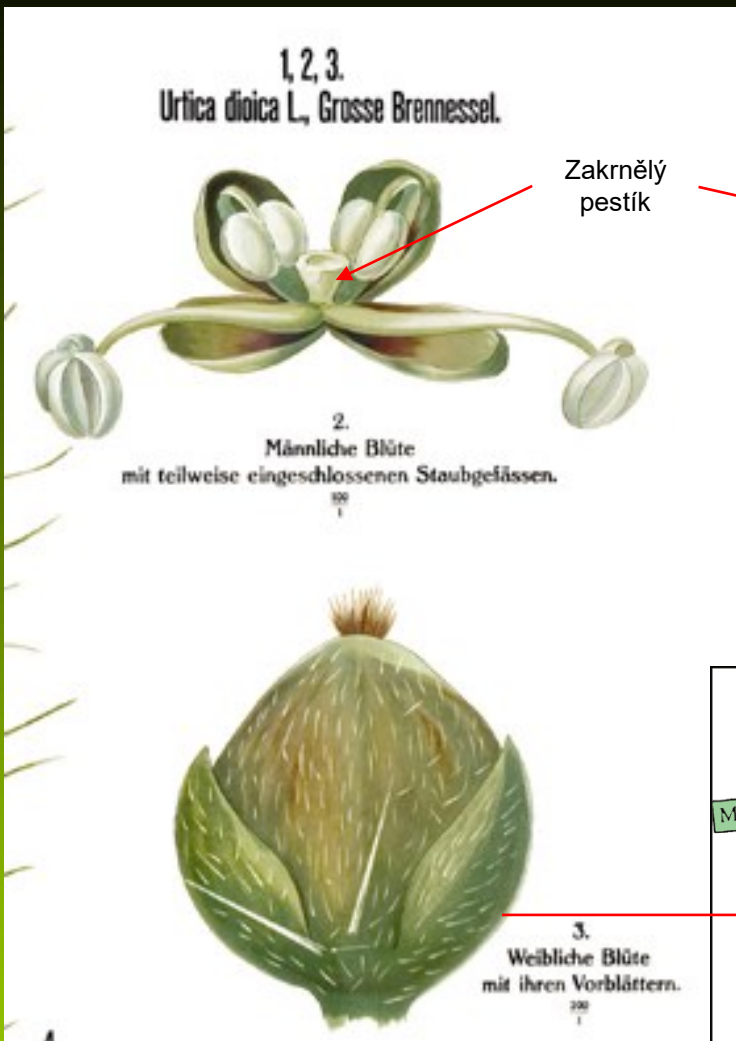 1, 2, 3.
Urtica dioica L., Grosse Brennessel.
Zakrnělý
pestík
2.
Männliche Blüte
mit teilweise eingeschlossenen Staubgefässen.
3.
Weibliche Blüte
mit ihren Vorblättern.
M